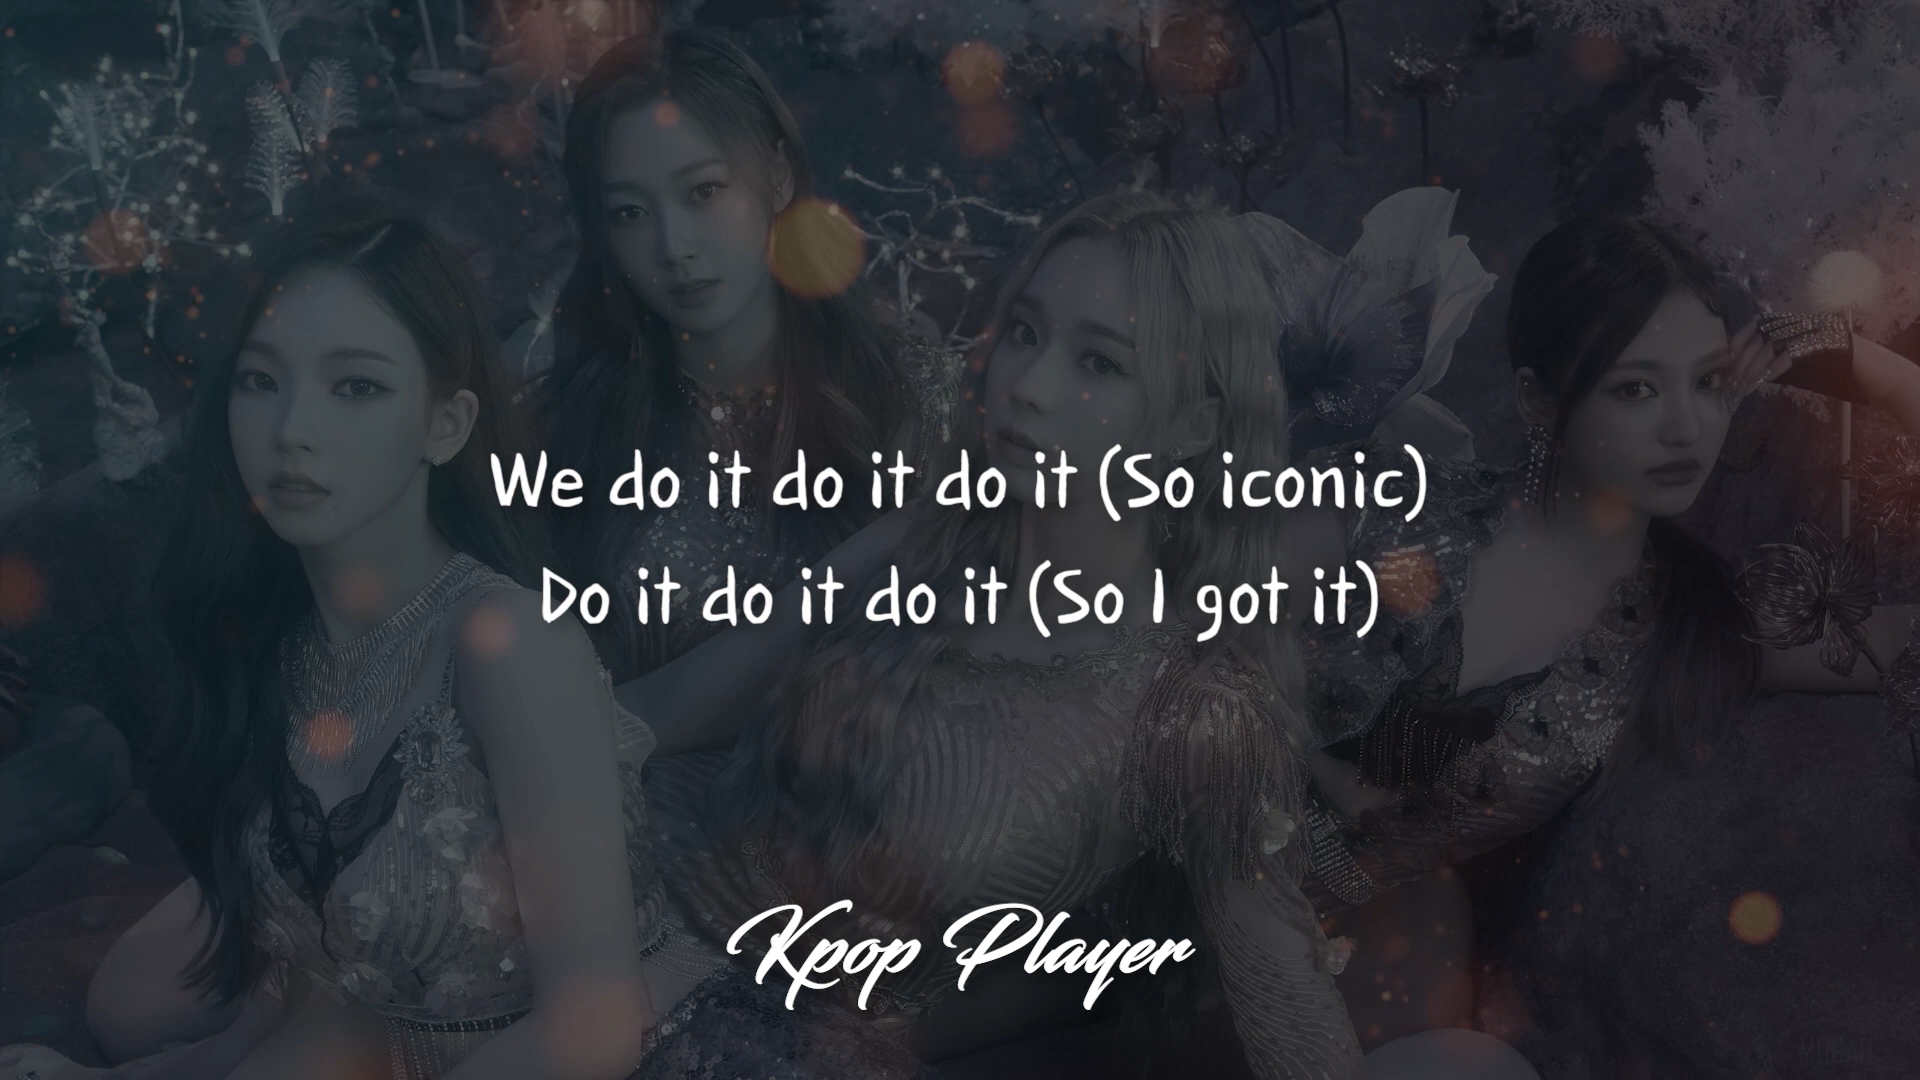 We do it do it do it (So iconic)
Do it do it do it (So I got it)
Kpop Player